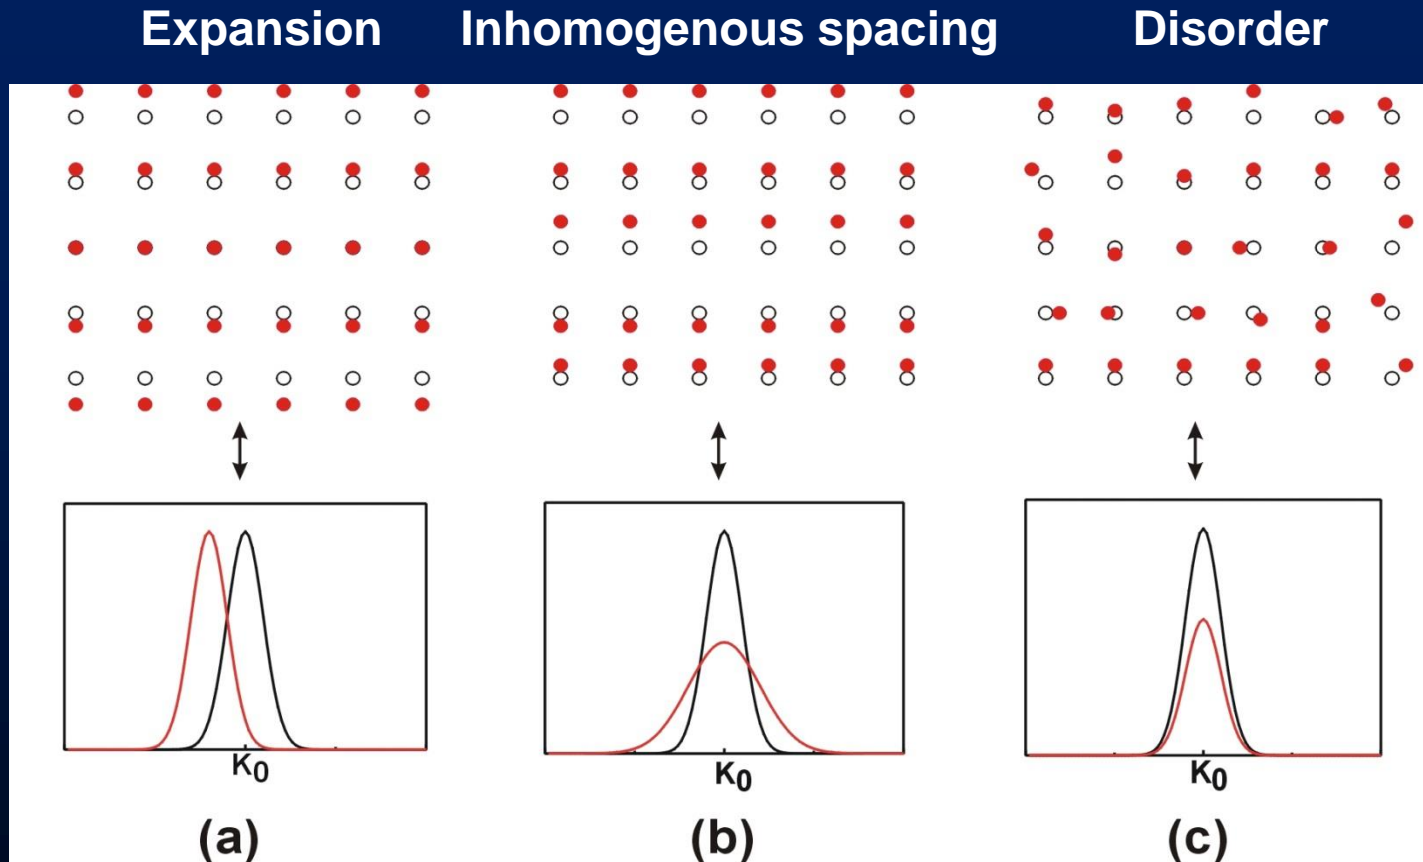 Expansion
Inhomogenous spacing
Disorder
K0
K0
K0
(a)
(b)
(c)